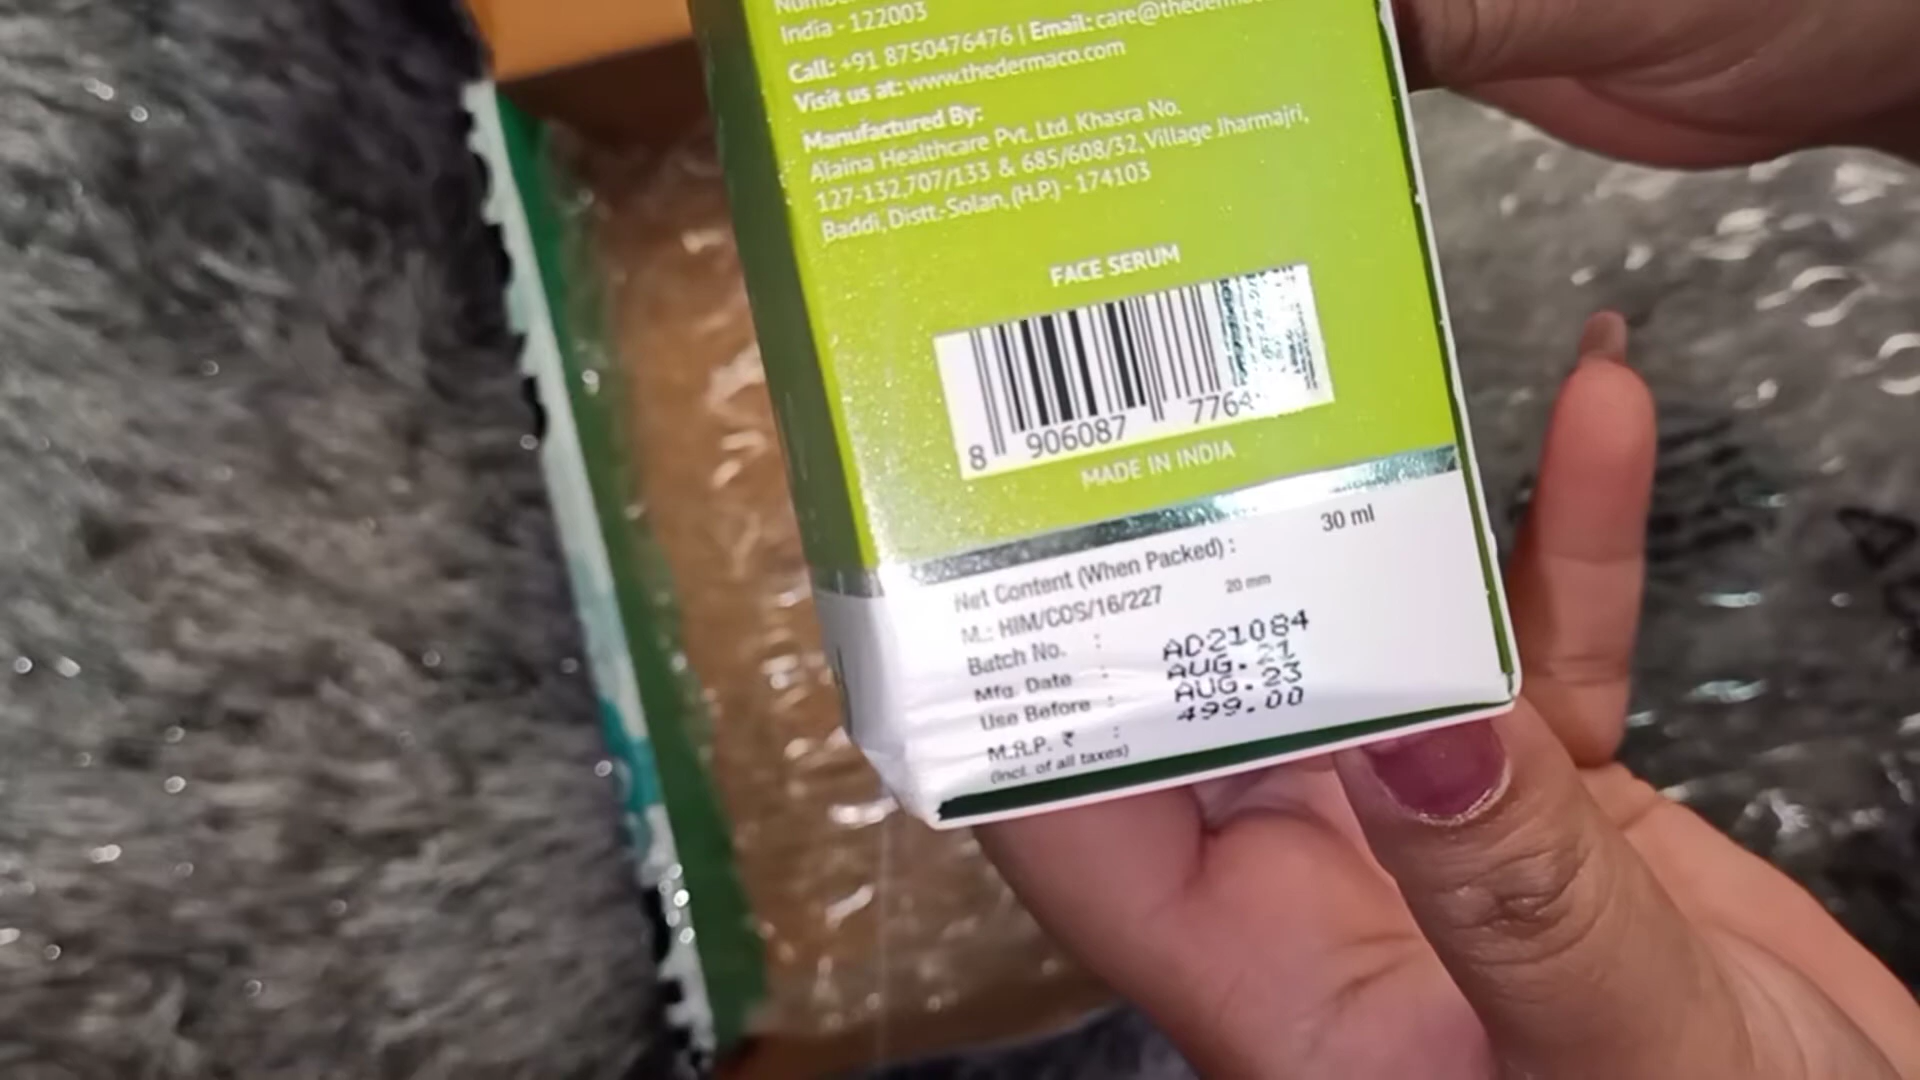 India - 122003
Call: +91 8750476476 | Email: care@thedermaco
Visit us at: www.thedermaco.com
Manufactured By:
Alaina Healthcare Pvt. Ltd. Khasra No.
127-132,707/133 & 685/608/32, Village Jharmajri,
Baddi, Distt.-Solan, (H.P.) - 174103
FACE SERUM
8 906087 7764
MADE IN INDIA
Net Content (When Packed) : 30 ml
M.: HIM/COS/16/227 20 mm
Batch No. : AD21084
Mfg. Date : AUG.21
Use Before : AUG.23
M.R.P. ₹ : 499.00
(Incl. of all taxes)